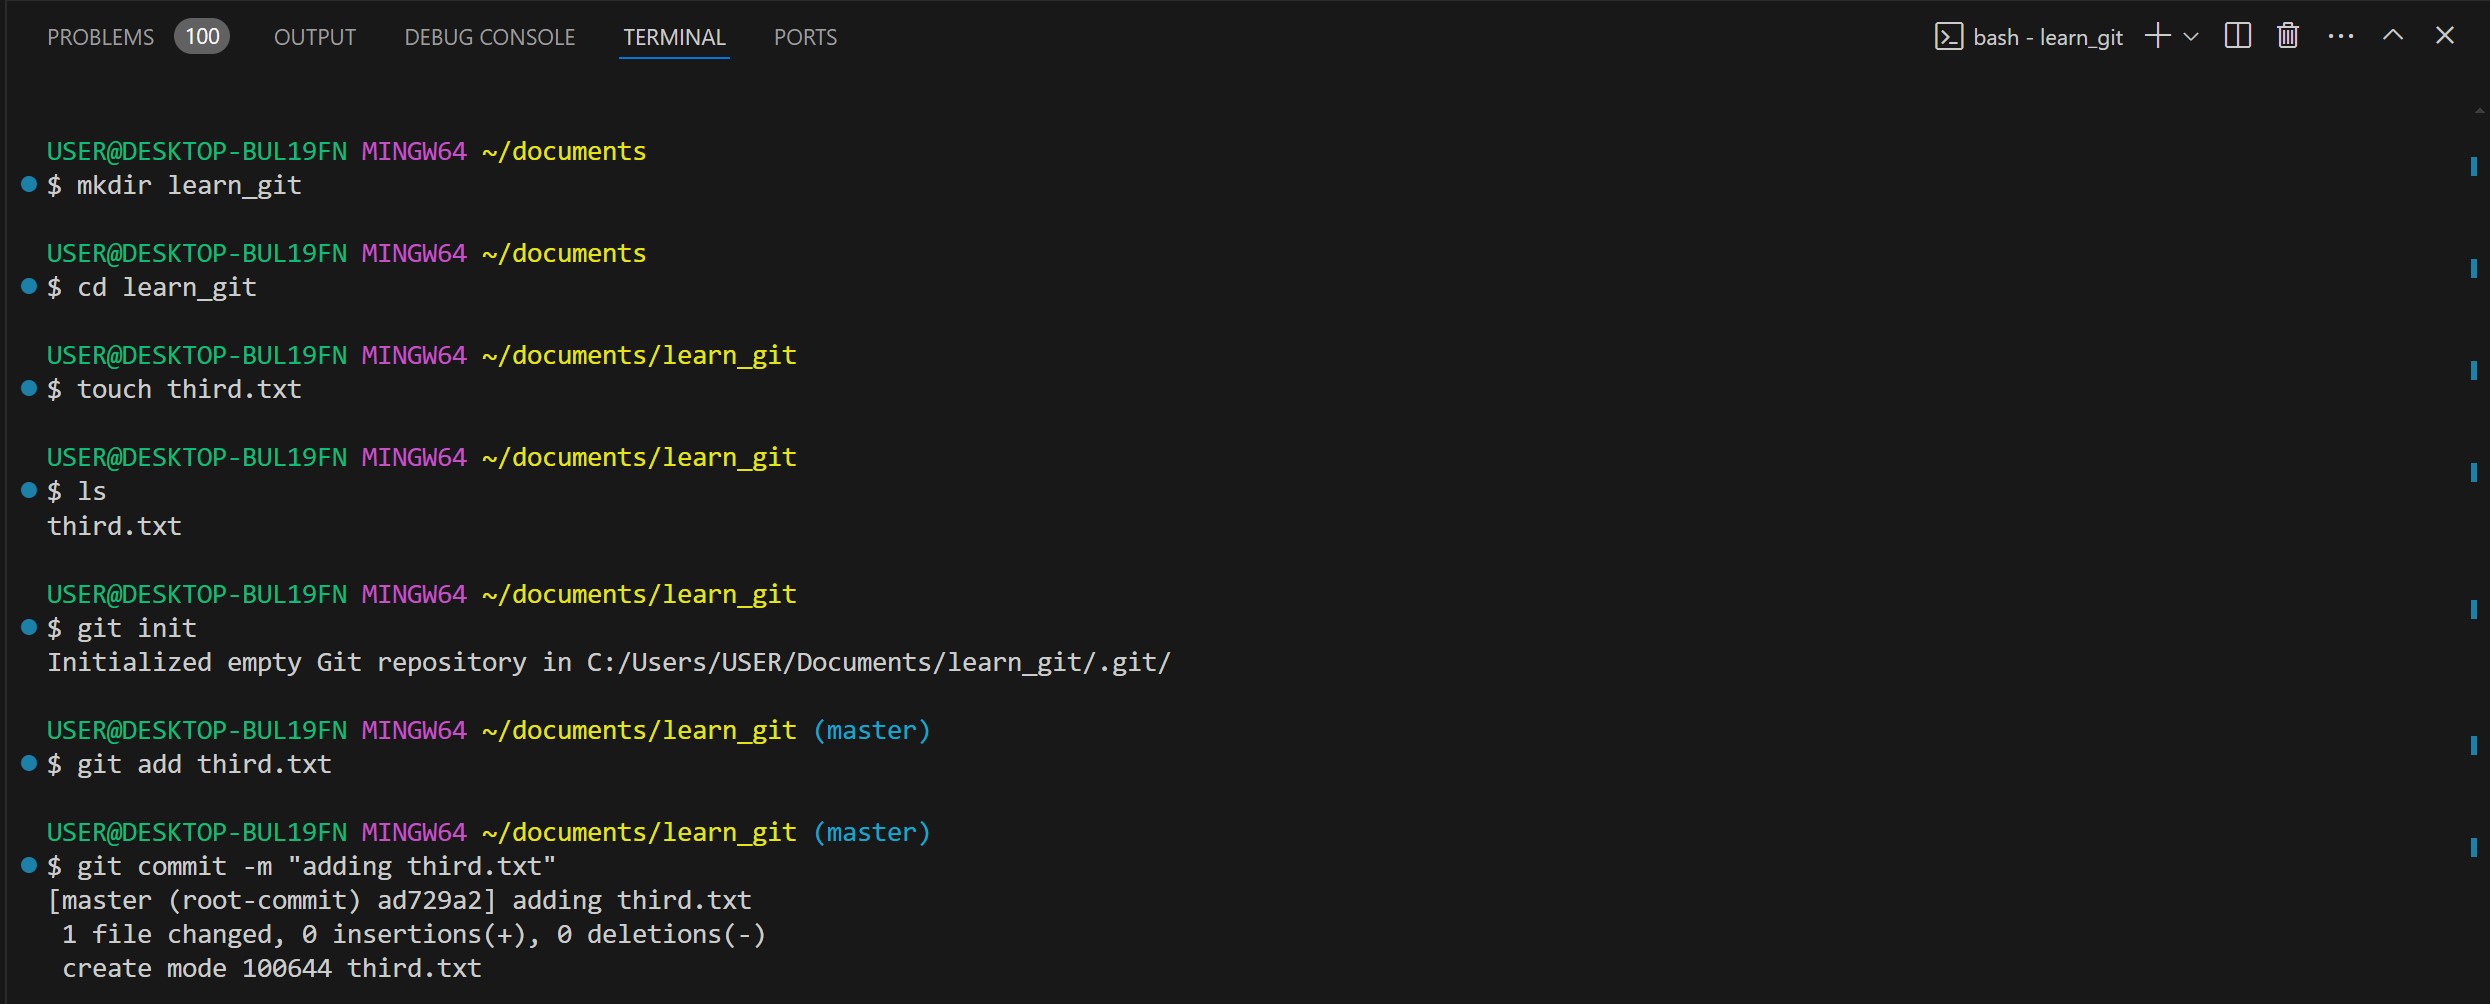 PROBLEMS 100 OUTPUT DEBUG CONSOLE TERMINAL PORTS bash - learn_git
USER@DESKTOP-BUL19FN MINGW64 ~/documents
$ mkdir learn_git
USER@DESKTOP-BUL19FN MINGW64 ~/documents
$ cd learn_git
USER@DESKTOP-BUL19FN MINGW64 ~/documents/learn_git
$ touch third.txt
USER@DESKTOP-BUL19FN MINGW64 ~/documents/learn_git
$ ls
third.txt
USER@DESKTOP-BUL19FN MINGW64 ~/documents/learn_git
$ git init
Initialized empty Git repository in C:/Users/USER/Documents/learn_git/.git/
USER@DESKTOP-BUL19FN MINGW64 ~/documents/learn_git (master)
$ git add third.txt
USER@DESKTOP-BUL19FN MINGW64 ~/documents/learn_git (master)
$ git commit -m "adding third.txt"
[master (root-commit) ad729a2] adding third.txt
1 file changed, 0 insertions(+), 0 deletions(-)
create mode 100644 third.txt